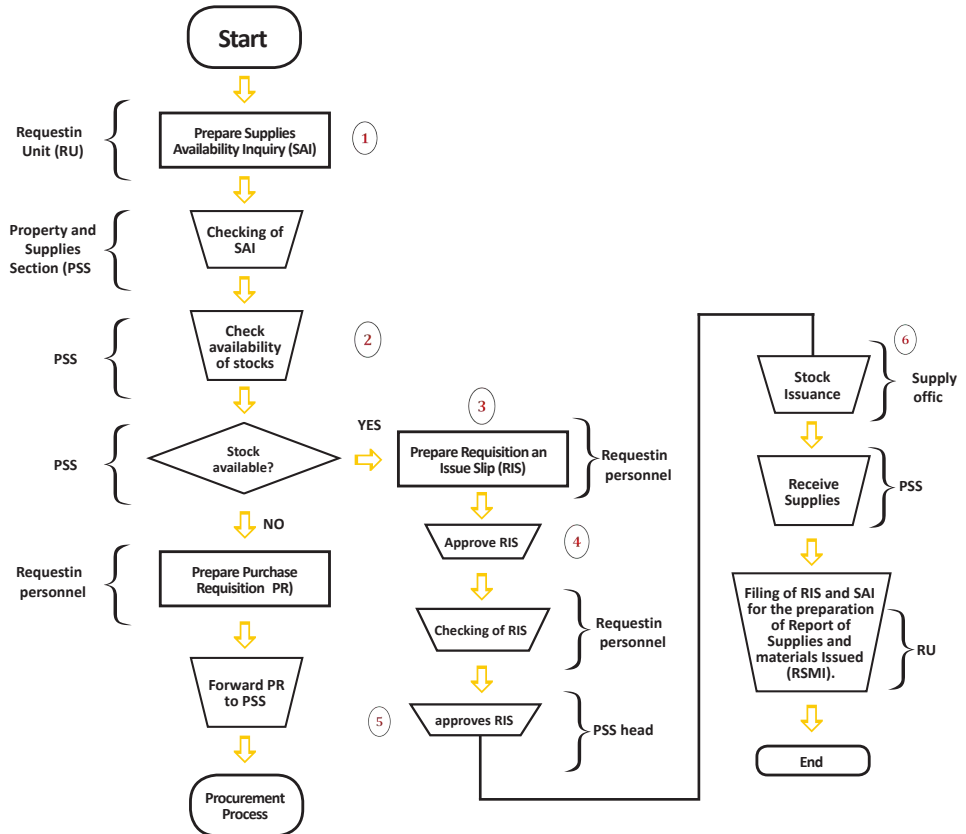 Start
Requestin
Unit (RU)
Prepare Supplies
Availability Inquiry (SAI)
1
Property and
Supplies
Section (PSS
Checking of
SAI
PSS
Check
availability
of stocks
2
PSS
Stock
available?
YES
NO
Requestin
personnel
Prepare Purchase
Requisition PR)
Forward PR
to PSS
Procurement
Process
3
Prepare Requisition an
Issue Slip (RIS)
Requestin
personnel
Approve RIS
4
Checking of RIS
Requestin
personnel
5
approves RIS
PSS head
6
Stock
Issuance
Supply
offic
Receive
Supplies
PSS
Filing of RIS and SAI
for the preparation
of Report of
Supplies and
materials Issued
(RSMI).
RU
End